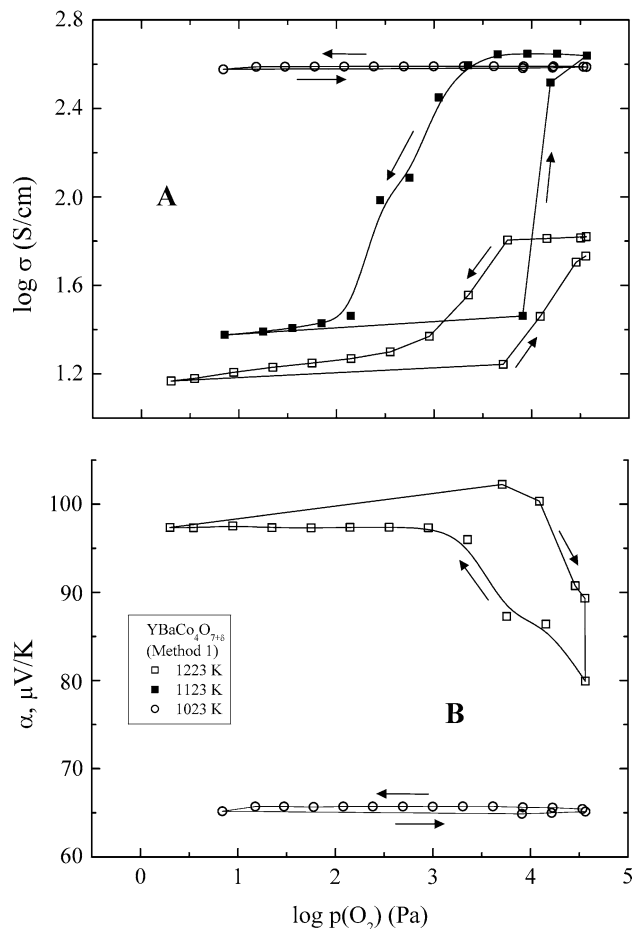 2.8
2.4
2.0
1.6
1.2
log σ (S/cm)
A
100
90
80
70
60
α, μV/K
YBaCo₄O₇₊δ
(Method 1)
1223 K
1123 K
1023 K
B
0 1 2 3 4 5
log p(O₂) (Pa)